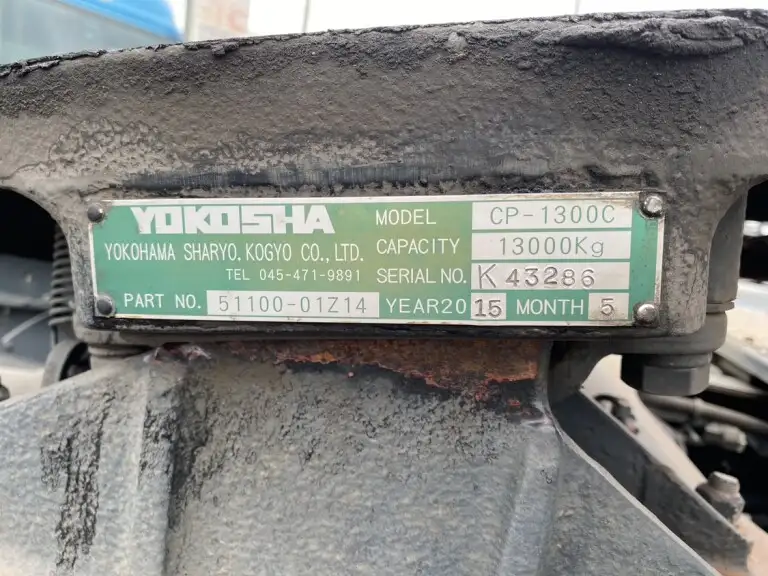 YOKOSHA
YOKOHAMA SHARYO. KOGYO CO., LTD.
TEL 045-471-9891
MODEL CP-1300C
CAPACITY 13000Kg
SERIAL NO. K 43286
PART NO. 51100-01Z14 YEAR20 15 MONTH 5